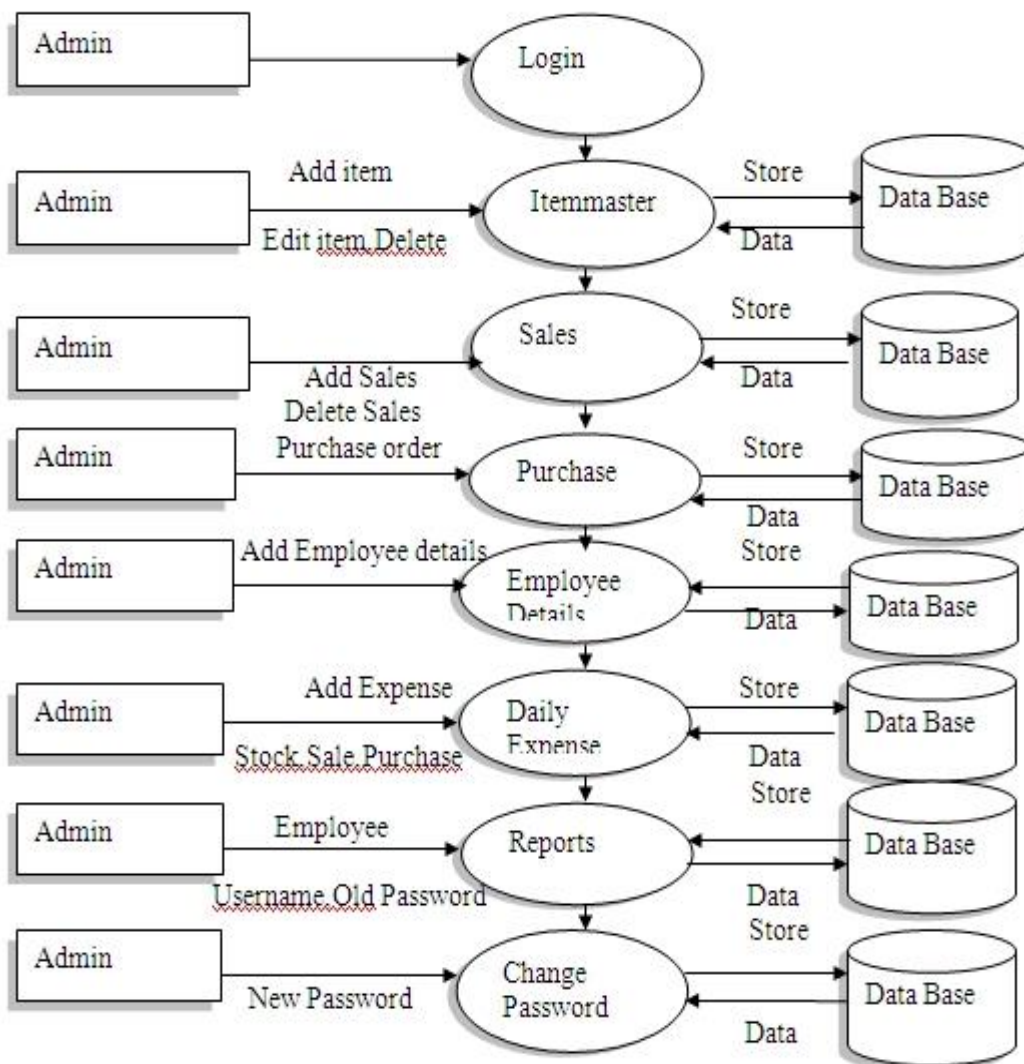 Admin
Login
Admin
Add item
Edit item,Delete
Itemmaster
Store
Data
Data Base
Admin
Add Sales
Delete Sales
Sales
Store
Data
Data Base
Admin
Purchase order
Purchase
Store
Data
Data Base
Admin
Add Employee details
Employee
Details
Store
Data
Data Base
Admin
Add Expense
Daily
Expense
Store
Data
Data Base
Stock,Sale,Purchase
Admin
Employee
Reports
Store
Data
Data Base
Username,Old Password
Admin
New Password
Change
Password
Store
Data
Data Base